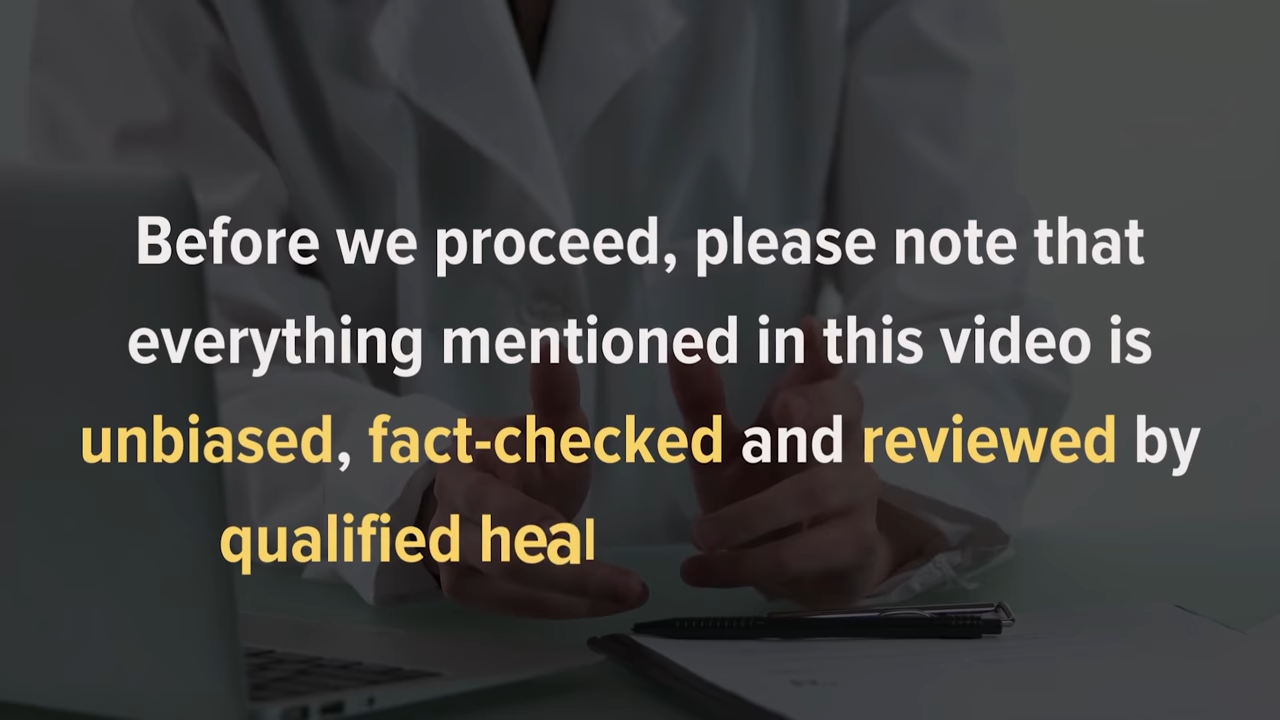 Before we proceed, please note that
everything mentioned in this video is
unbiased, fact-checked and reviewed by
qualified heal